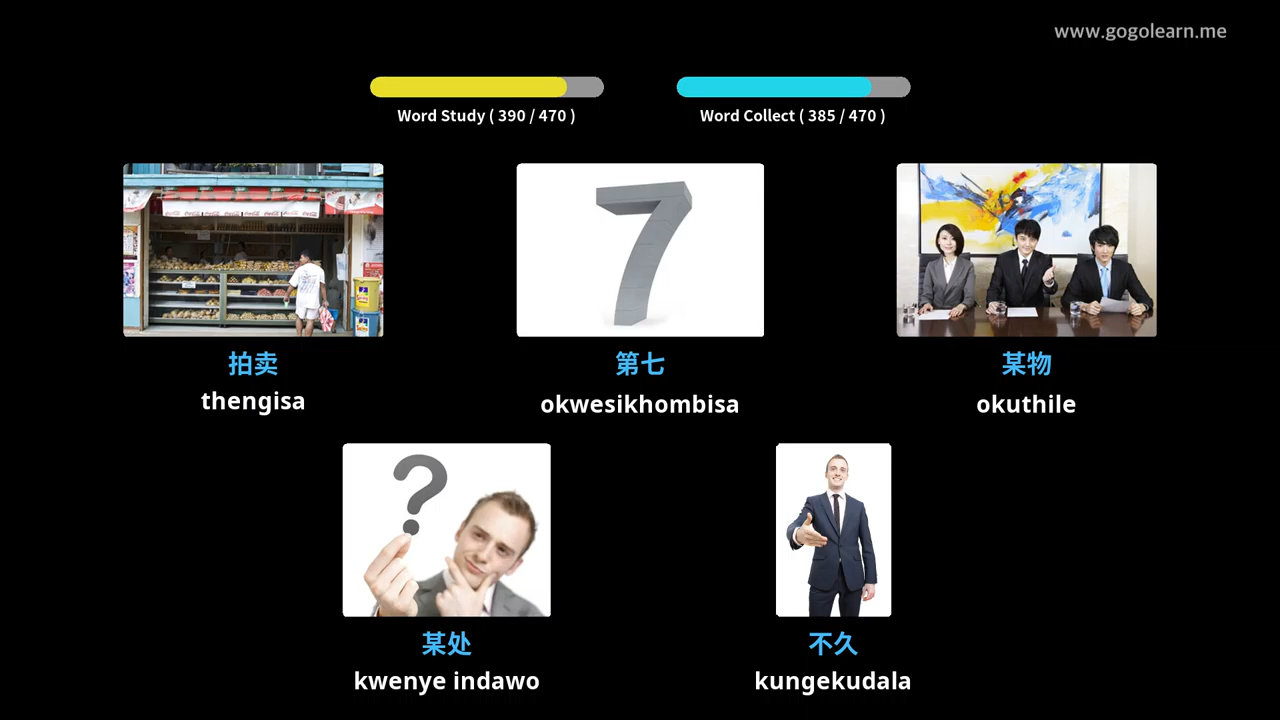 www.gogolearn.me
Word Study ( 390 / 470 )
Word Collect ( 385 / 470 )
拍卖
第七
某物
thengisa
okwesikhombisa
okuthile
某处
不久
kwenye indawo
kungekudala